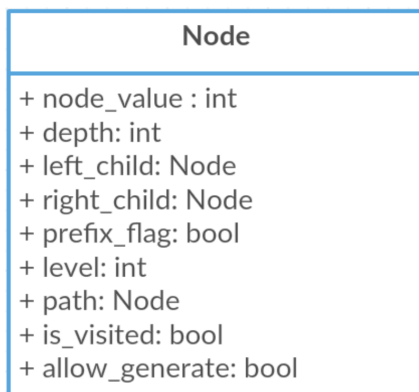 Node
+ node_value : int
+ depth: int
+ left_child: Node
+ right_child: Node
+ prefix_flag: bool
+ level: int
+ path: Node
+ is_visited: bool
+ allow_generate: bool